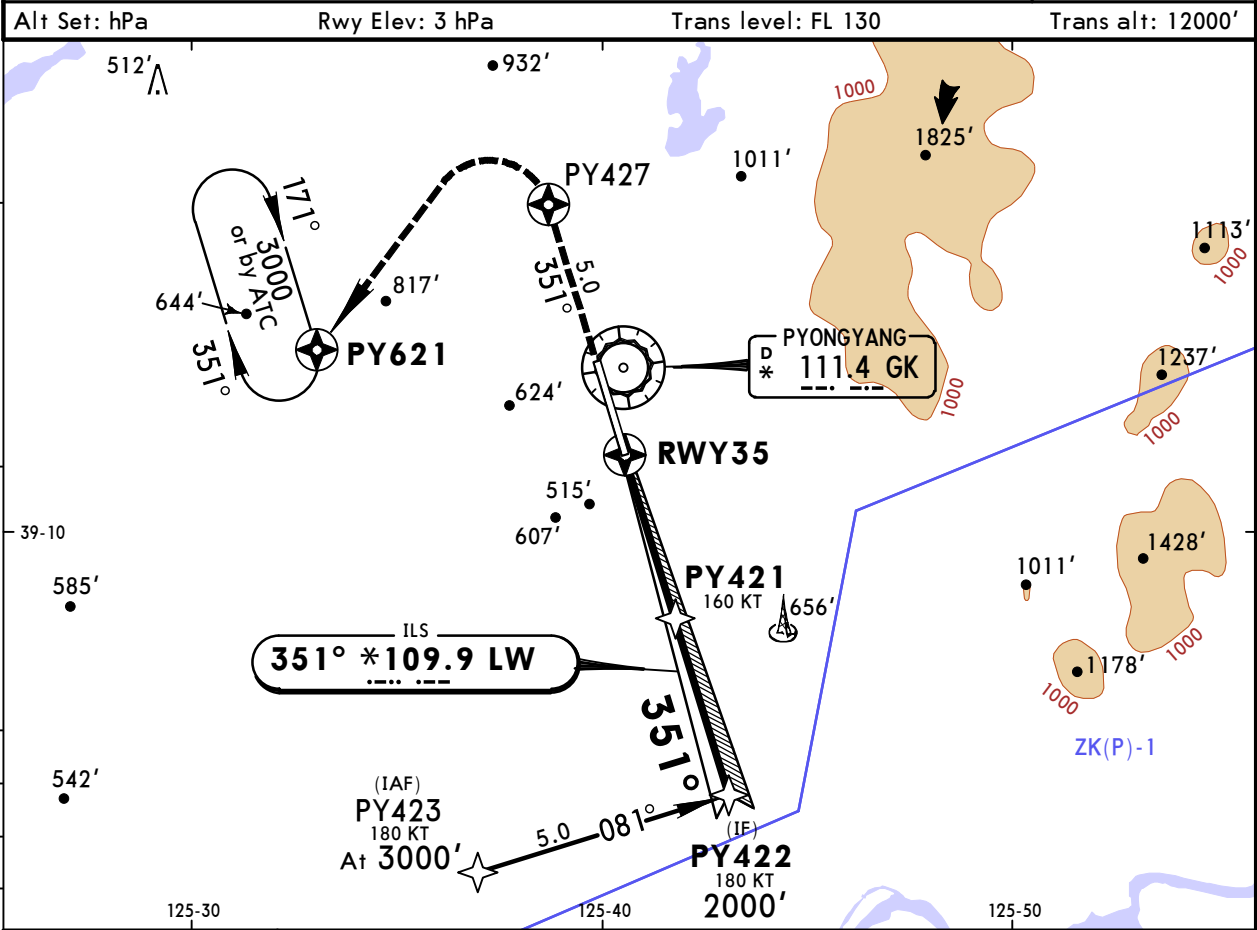 Alt Set: hPa Rwy Elev: 3 hPa Trans level: FL 130 Trans alt: 12000'
512'
932'
1000
1825'
1011'
PY427
171°
3000
or by ATC
5.0
351°
1113'
1000
644'
817'
351°
PY621
PYONGYANG
D
* 111.4 GK
1237'
1000
1000
624'
RWY35
515'
607'
39-10
1428'
1011'
585'
PY421
160 KT
656'
ILS
351° *109.9 LW
1000
1178'
1000
351°
ZK(P)-1
542'
(IAF)
PY423
180 KT
At 3000'
5.0 081°
(IF)
PY422
180 KT
2000'
125-30
125-40
125-50